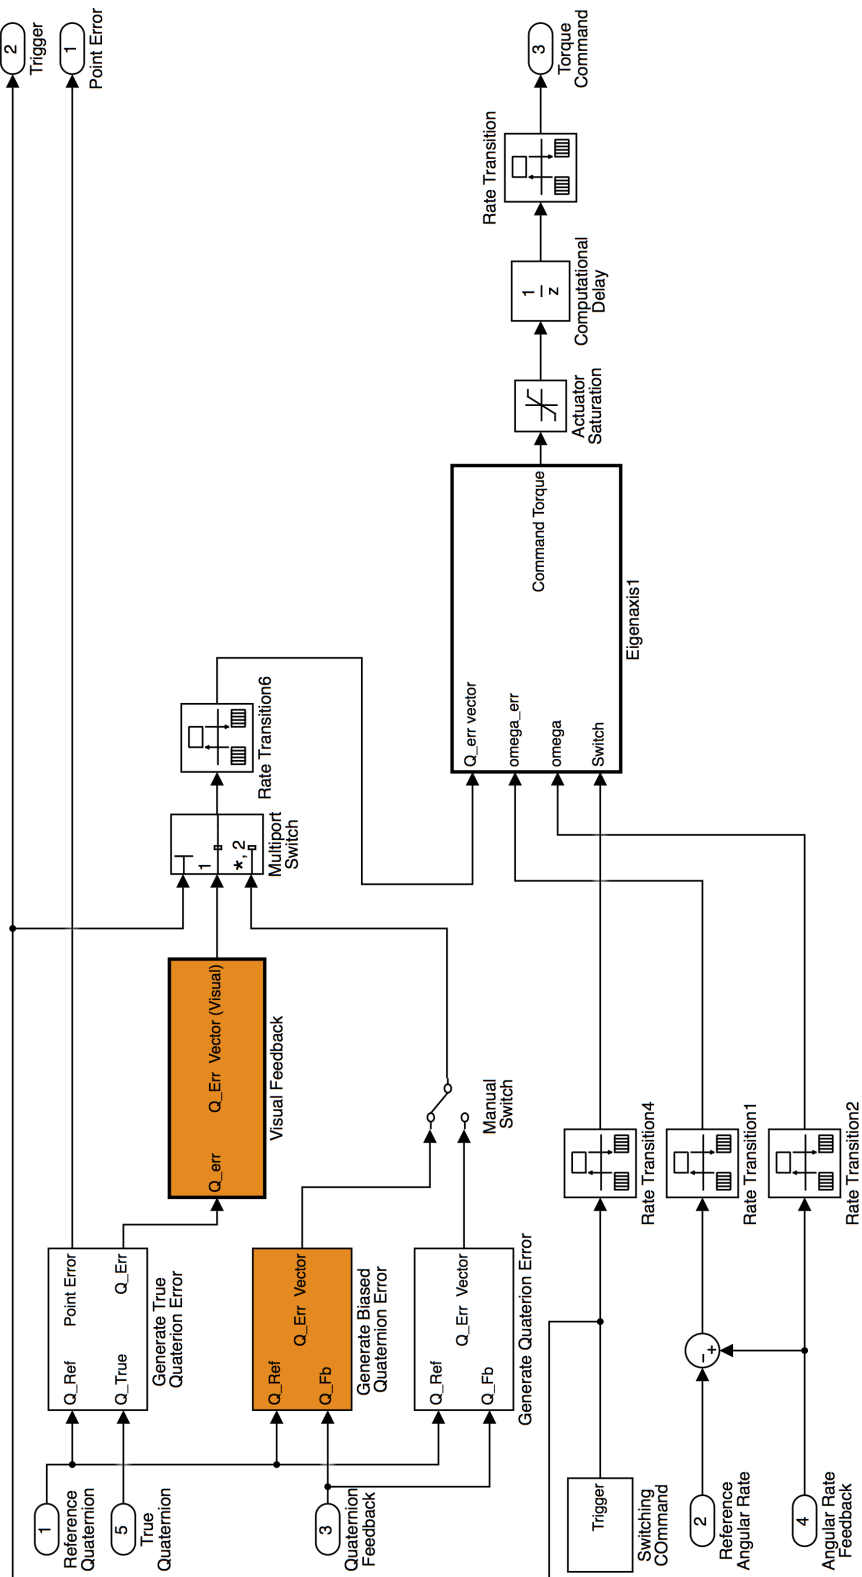 2
Trigger
1
Point Error
3
Torque
Command
Rate Transition
1
z
Computational
Delay
Actuator
Saturation
Command Torque
Q_err vector
omega_err
omega
Switch
Eigenaxis1
Rate Transition6
1
*, 2
Multiport
Switch
Q_err
Q_Err Vector (Visual)
Visual Feedback
Manual
Switch
Q_Ref
Point Error
Q_True
Q_Err
Generate True
Quaterion Error
Q_Ref
Q_Err Vector
Q_Fb
Generate Biased
Quaternion Error
Q_Ref
Q_Err Vector
Q_Fb
Generate Quaterion Error
Rate Transition4
Rate Transition1
Rate Transition2
−
+
1
Reference
Quaternion
5
True
Quaternion
3
Quaternion
Feedback
Trigger
Switching
COmmand
2
Reference
Angular Rate
4
Angular Rate
Feedback